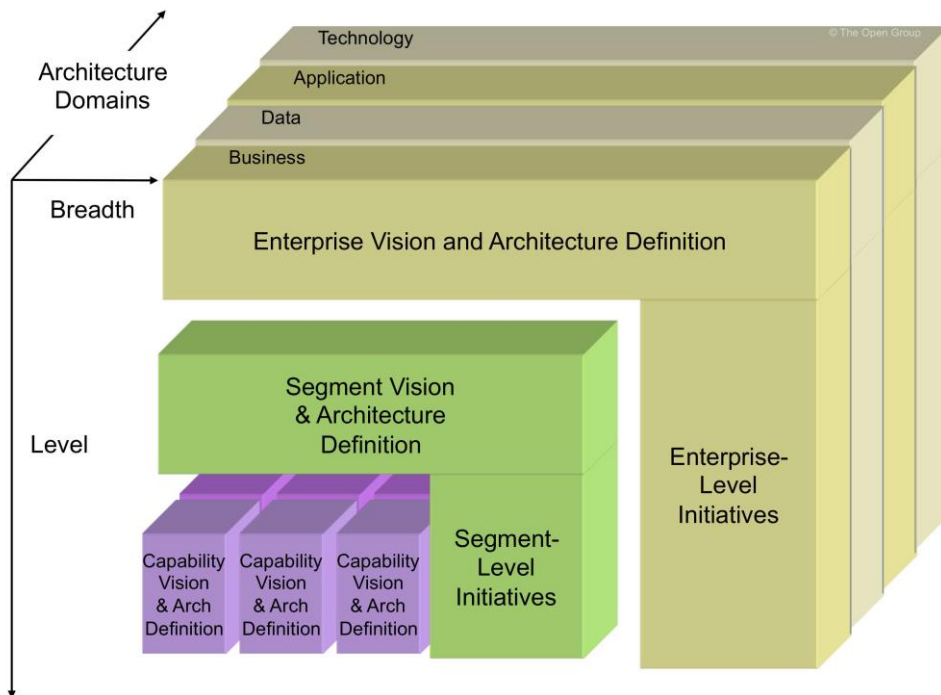 Technology
© The Open Group
Architecture
Domains
Application
Data
Business
Breadth
Enterprise Vision and Architecture Definition
Segment Vision
& Architecture
Definition
Level
Enterprise-
Level
Initiatives
Segment-
Level
Initiatives
Capability
Vision
& Arch
Definition
Capability
Vision
& Arch
Definition
Capability
Vision
& Arch
Definition